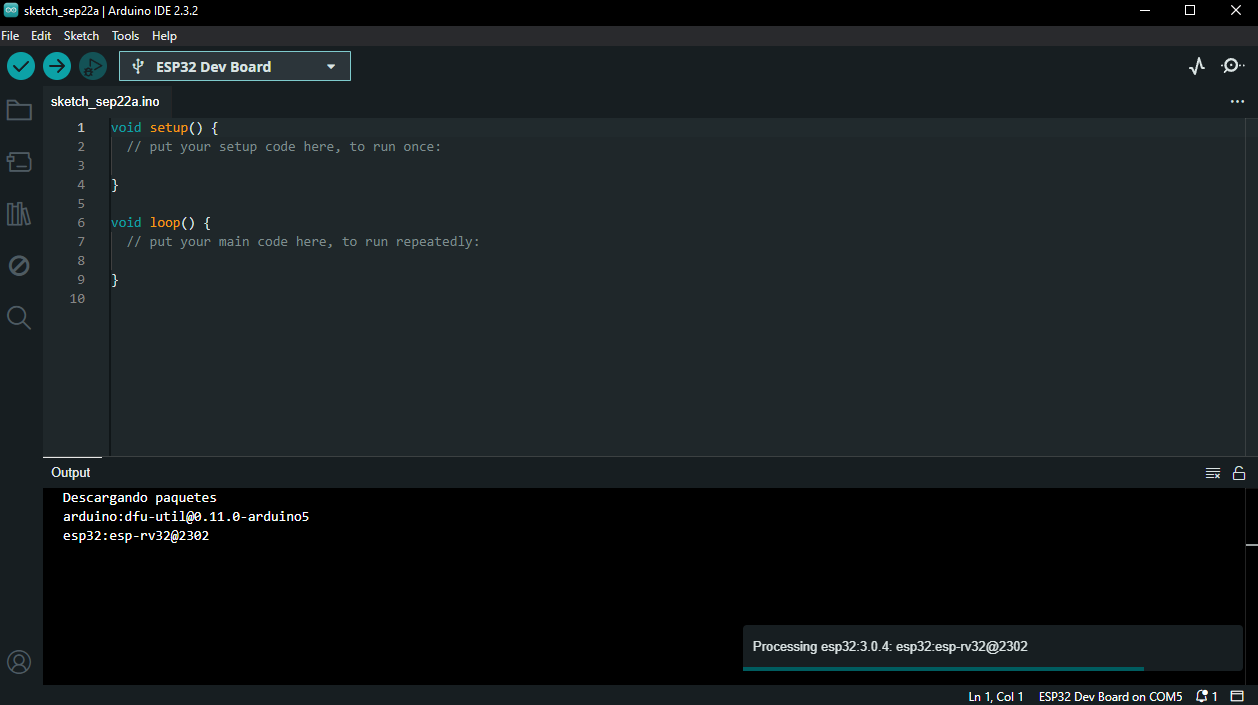 sketch_sep22a | Arduino IDE 2.3.2
File Edit Sketch Tools Help
ESP32 Dev Board
sketch_sep22a.ino
1 void setup() {
2 // put your setup code here, to run once:
3
4 }
5
6 void loop() {
7 // put your main code here, to run repeatedly:
8
9 }
10
Output
Descargando paquetes
arduino:dfu-util@0.11.0-arduino5
esp32:esp-rv32@2302
Processing esp32:3.0.4: esp32:esp-rv32@2302
Ln 1, Col 1 ESP32 Dev Board on COM5 1